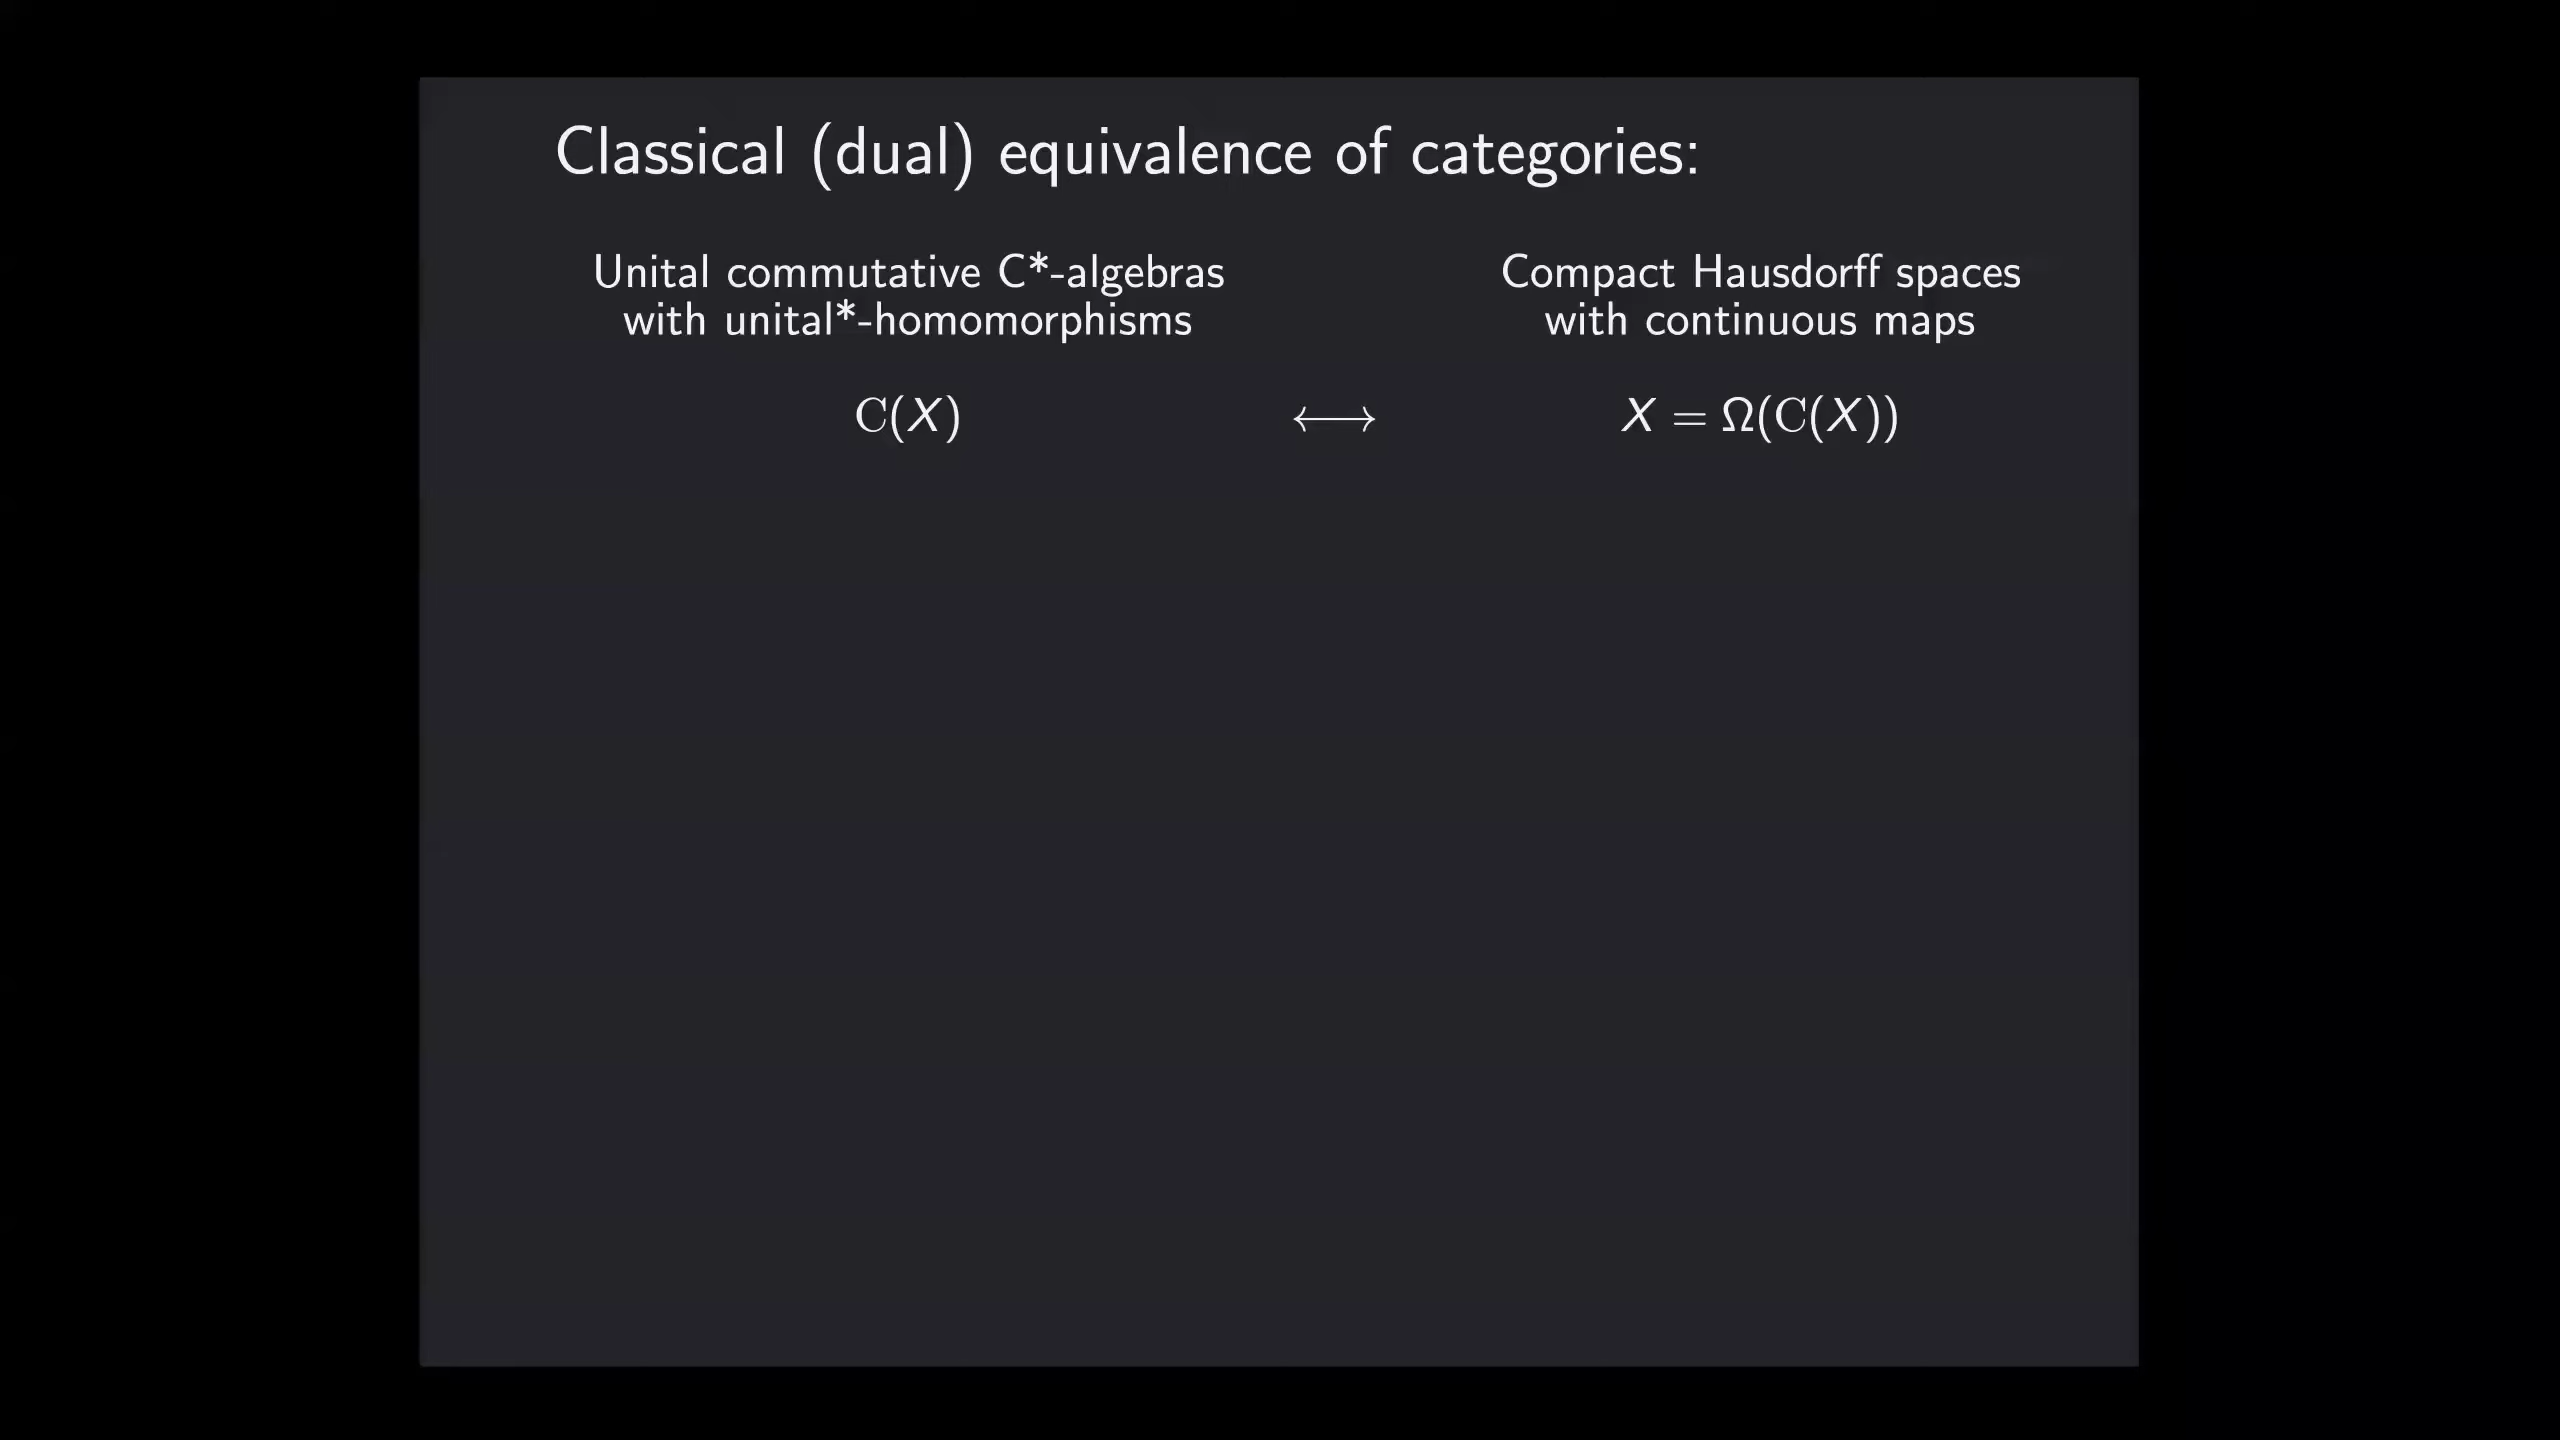 Classical (dual) equivalence of categories:
Unital commutative C*-algebras
with unital*-homomorphisms
Compact Hausdorff spaces
with continuous maps
C(X) ⟷ X = Ω(C(X))